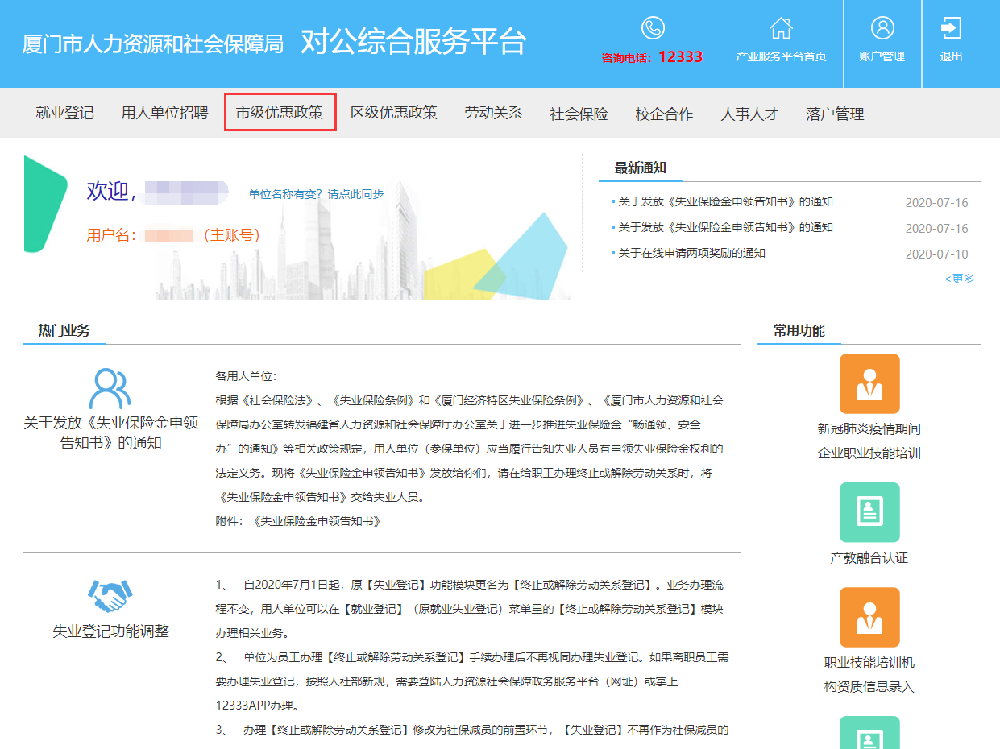 厦门市人力资源和社会保障局 对公综合服务平台
咨询电话：12333
产业服务平台首页
账户管理
退出
就业登记 用人单位招聘 市级优惠政策 区级优惠政策 劳动关系 社会保险 校企合作 人事人才 落户管理
欢迎,
单位名称有变？请点此同步
用户名：（主账号）
最新通知
关于发放《失业保险金申领告知书》的通知 2020-07-16
关于发放《失业保险金申领告知书》的通知 2020-07-16
关于在线申请两项奖励的通知 2020-07-10
<更多
热门业务
关于发放《失业保险金申领
告知书》的通知
各用人单位：
根据《社会保险法》、《失业保险条例》和《厦门经济特区失业保险条例》、《厦门市人力资源和社会
保障局办公室转发福建省人力资源和社会保障厅办公室关于进一步推进失业保险金“畅通领、安全
办”的通知》等相关政策规定，用人单位（参保单位）应当履行告知失业人员有申领失业保险金权利的
法定义务。现将《失业保险金申领告知书》发放给你们，请在给职工办理终止或解除劳动关系时，将
《失业保险金申领告知书》交给失业人员。
附件：《失业保险金申领告知书》
失业登记功能调整
1、 自2020年7月1日起，原【失业登记】功能模块更名为【终止或解除劳动关系登记】。业务办理流
程不变，用人单位可以在【就业登记】（原就业失业登记）菜单里的【终止或解除劳动关系登记】模块
办理相关业务。
2、 单位为员工办理【终止或解除劳动关系登记】手续办理后不再视同办理失业登记。如果离职员工需
要办理失业登记，按照人社部新规，需要登陆人力资源社会保障政务服务平台（网址）或掌上
12333APP办理。
3、 办理【终止或解除劳动关系登记】修改为社保减员的前置环节，【失业登记】不再作为社保减员的
常用功能
新冠肺炎疫情期间
企业职业技能培训
产教融合认证
职业技能培训机
构资质信息录入